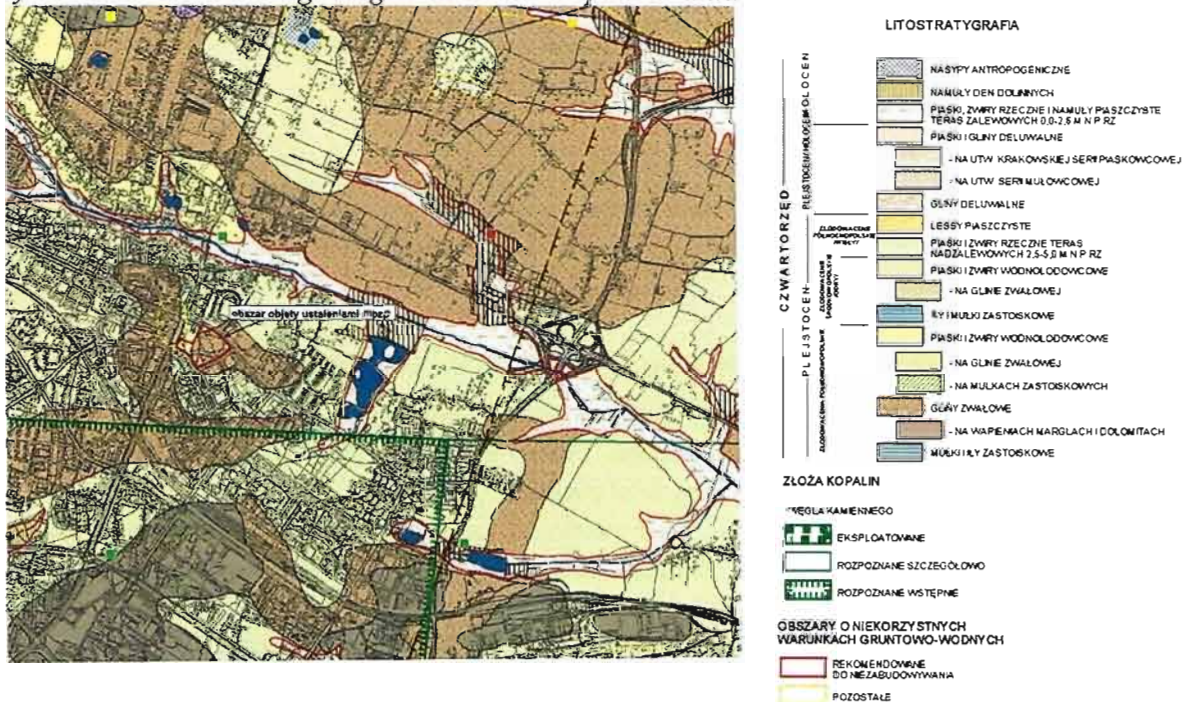 obszar objęty ustaleniami mpzp
LITOSTRATYGRAFIA
CZWARTORZĘD
PLEJSTOCEN/HOLOCEN
HOLOCEN
PLEJSTOCEN
NASYPY ANTROPOGENICZNE
NAMUŁY DEN DOLINNYCH
PIASKI, ŻWIRY RZECZNE I NAMUŁY PIASZCZYSTE
TERAS ZALEWOWYCH 0,0-2,5 M N P RZ
PIASKI I GLINY DELUWIALNE
- NA UTW KRAKOWSKIEJ SERII PIASKOWCOWEJ
- NA UTW SERII MUŁOWCOWEJ
GLINY DELUWIALNE
LESSY PIASZCZYSTE
PIASKI I ŻWIRY RZECZNE TERAS
NADZALEWOWYCH 2,5-5,0 M N P RZ
PIASKI I ŻWIRY WODNOLODOWCOWE
- NA GLINIE ZWAŁOWEJ
IŁY I MUŁKI ZASTOISKOWE
PIASKI I ŻWIRY WODNOLODOWCOWE
- NA GLINIE ZWAŁOWEJ
- NA MUŁKACH ZASTOISKOWYCH
GLINY ZWAŁOWE
- NA WAPIENIACH MARGLACH I DOLOMITACH
MUŁKI I IŁY ZASTOISKOWE
ZŁOŻA KOPALIN
WĘGLA KAMIENNEGO
EKSPLOATOWANE
ROZPOZNANE SZCZEGÓŁOWO
ROZPOZNANE WSTĘPNIE
OBSZARY O NIEKORZYSTNYCH
WARUNKACH GRUNTOWO-WODNYCH
REKOMENDOWANE
DO NIEZABUDOWYWANIA
POZOSTAŁE